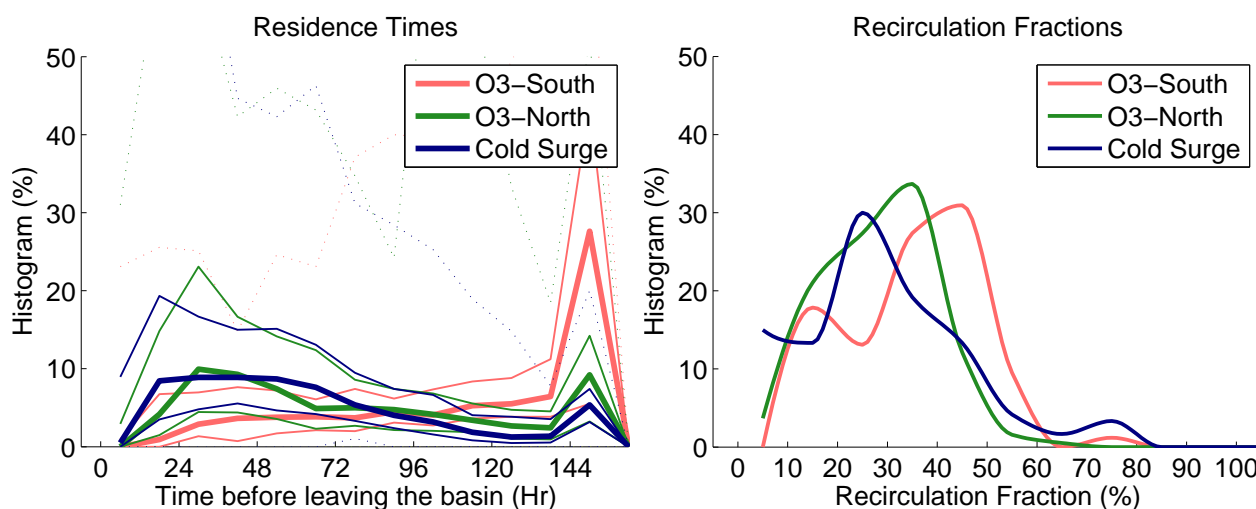 Residence Times
Histogram (%)
50
40
30
20
10
0
O3−South
O3−North
Cold Surge
0 24 48 72 96 120 144
Time before leaving the basin (Hr)
Recirculation Fractions
Histogram (%)
50
40
30
20
10
0
O3−South
O3−North
Cold Surge
0 10 20 30 40 50 60 70 80 90 100
Recirculation Fraction (%)